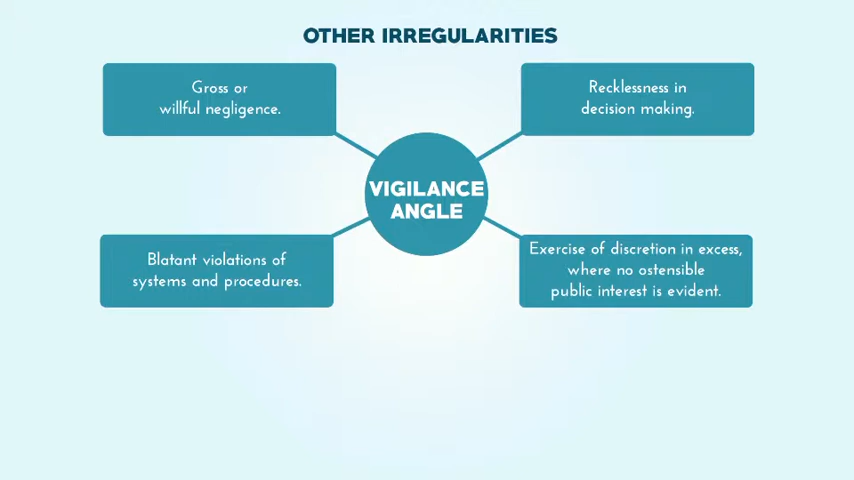 OTHER IRREGULARITIES
Gross or
willful negligence.
Recklessness in
decision making.
VIGILANCE
ANGLE
Blatant violations of
systems and procedures.
Exercise of discretion in excess,
where no ostensible
public interest is evident.